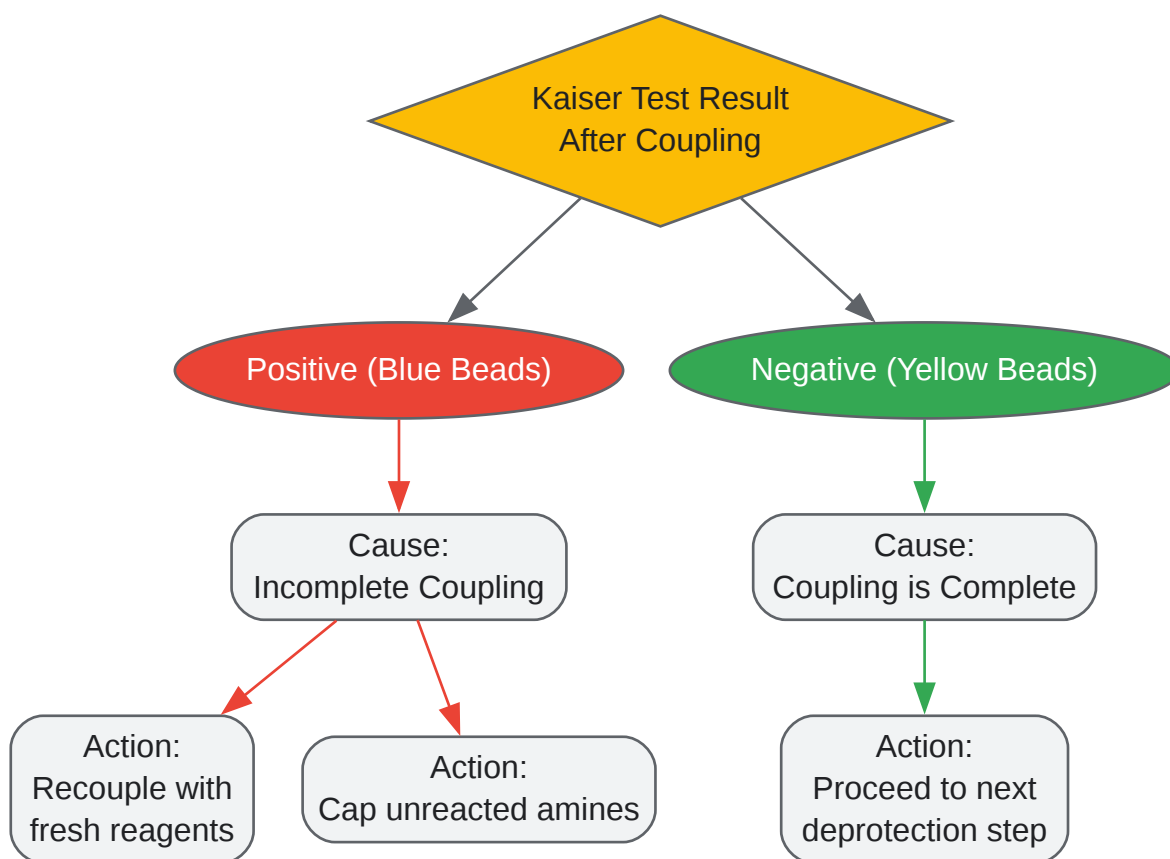 Kaiser Test Result
After Coupling
Positive (Blue Beads)
Negative (Yellow Beads)
Cause:
Incomplete Coupling
Cause:
Coupling is Complete
Action:
Recouple with
fresh reagents
Action:
Cap unreacted amines
Action:
Proceed to next
deprotection step